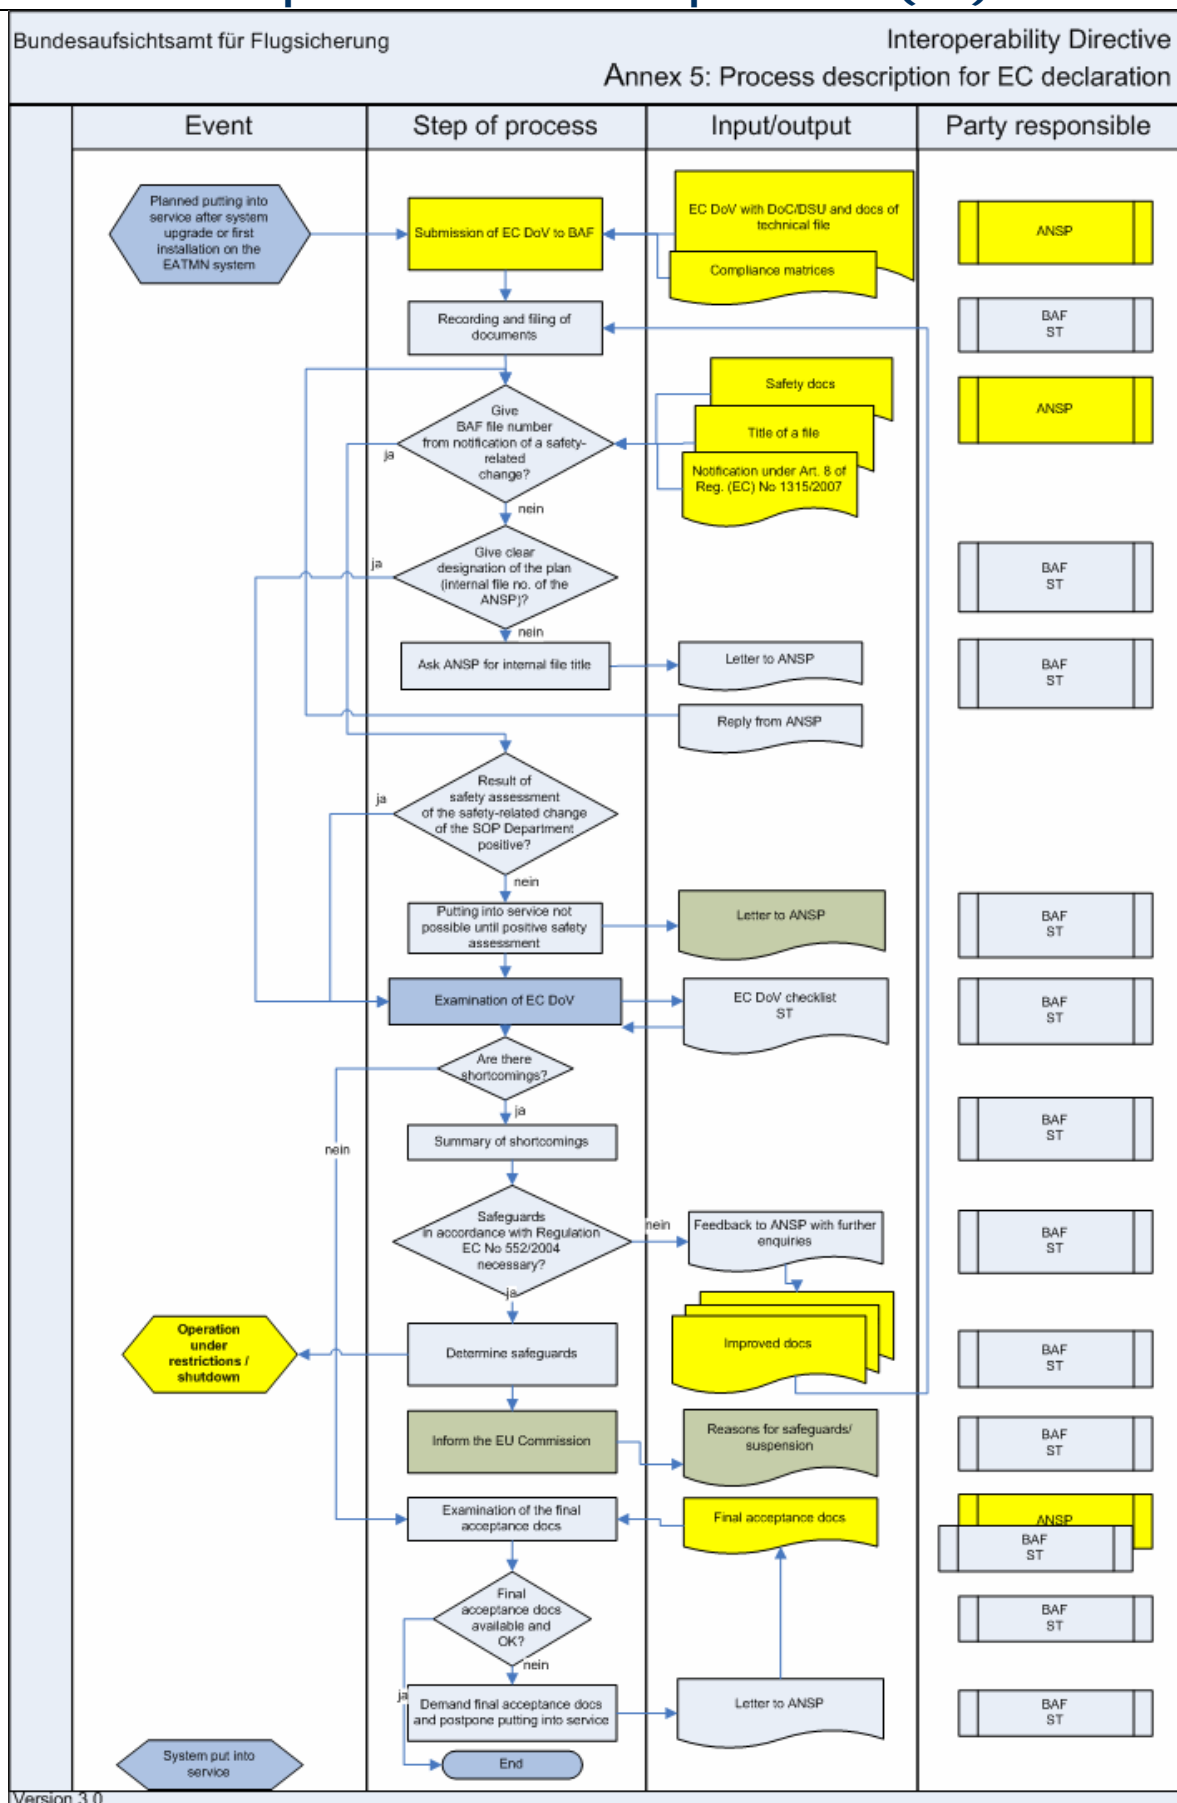 Bundesaufsichtsamt für Flugsicherung
Interoperability Directive
Annex 5: Process description for EC declaration
Event
Step of process
Input/output
Party responsible
Planned putting into
service after system
upgrade or first
installation on the
EATMN system
Submission of EC DoV to BAF
EC DoV with DoC/DSU and docs of
technical file
Compliance matrices
ANSP
Recording and filing of
documents
BAF
ST
Give
BAF file number
from notification of a safety-
related
change?
ja
nein
Safety docs
Title of a file
Notification under Art. 8 of
Reg. (EC) No 1315/2007
ANSP
Give clear
designation of the plan
(internal file no. of the
ANSP)?
ja
nein
BAF
ST
Ask ANSP for internal file title
Letter to ANSP
BAF
ST
Reply from ANSP
Result of
safety assessment
of the safety-related change
of the SOP Department
positive?
ja
nein
Putting into service not
possible until positive safety
assessment
Letter to ANSP
BAF
ST
Examination of EC DoV
EC DoV checklist
ST
BAF
ST
Are there
shortcomings?
ja
nein
Summary of shortcomings
BAF
ST
Safeguards
in accordance with Regulation
EC No 552/2004
necessary?
nein
ja
Feedback to ANSP with further
enquiries
BAF
ST
Operation
under
restrictions /
shutdown
Determine safeguards
Improved docs
BAF
ST
Inform the EU Commission
Reasons for safeguards/
suspension
BAF
ST
Examination of the final
acceptance docs
Final acceptance docs
ANSP
BAF
ST
Final
acceptance docs
available and
OK?
nein
ja
BAF
ST
Demand final acceptance docs
and postpone putting into service
Letter to ANSP
BAF
ST
System put into
service
End
Version 3.0